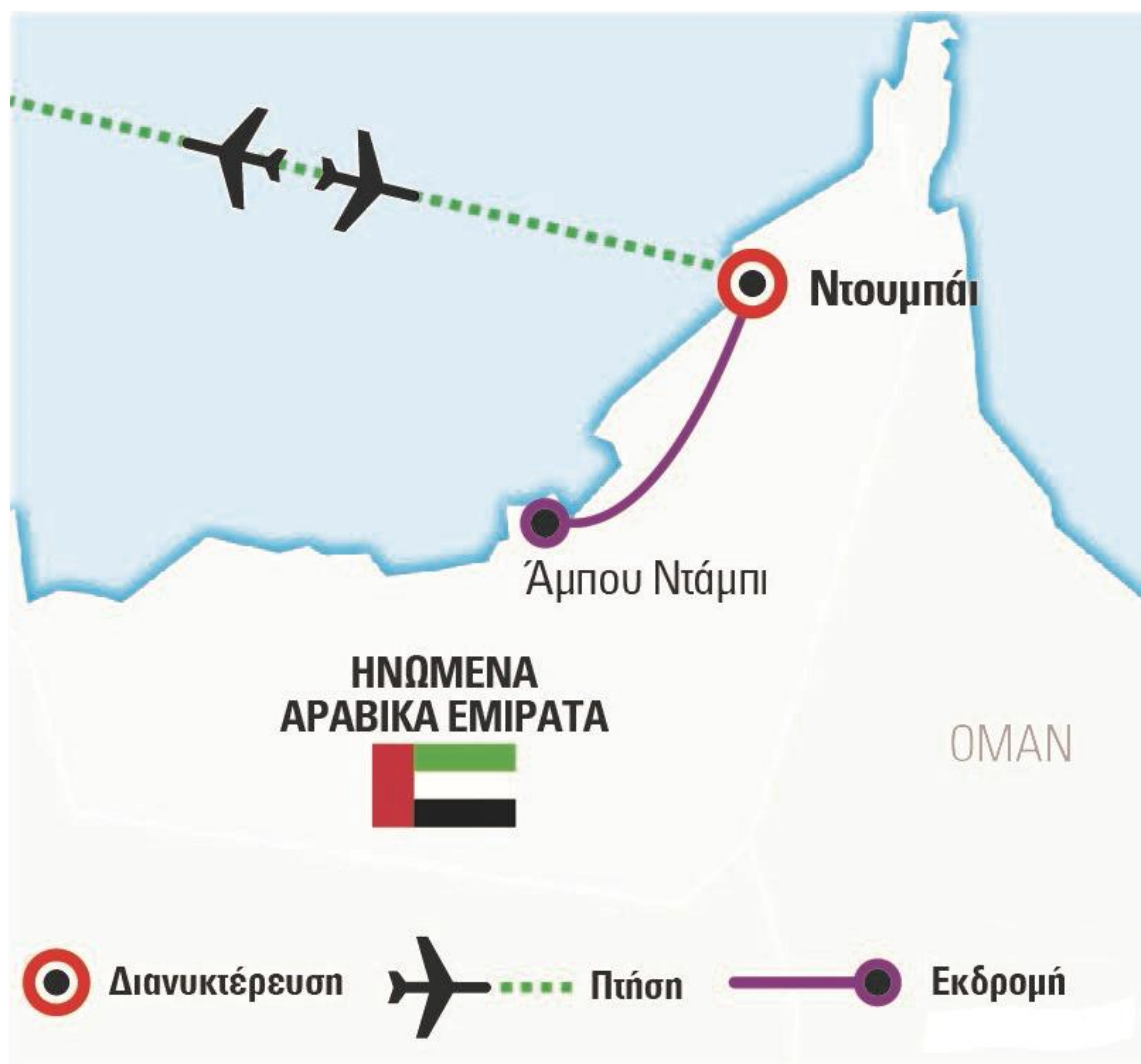 Ντουμπάι
Άμπου Ντάμπι
ΗΝΩΜΕΝΑ
ΑΡΑΒΙΚΑ ΕΜΙΡΑΤΑ
ΟΜΑΝ
Διανυκτέρευση
Πτήση
Εκδρομή